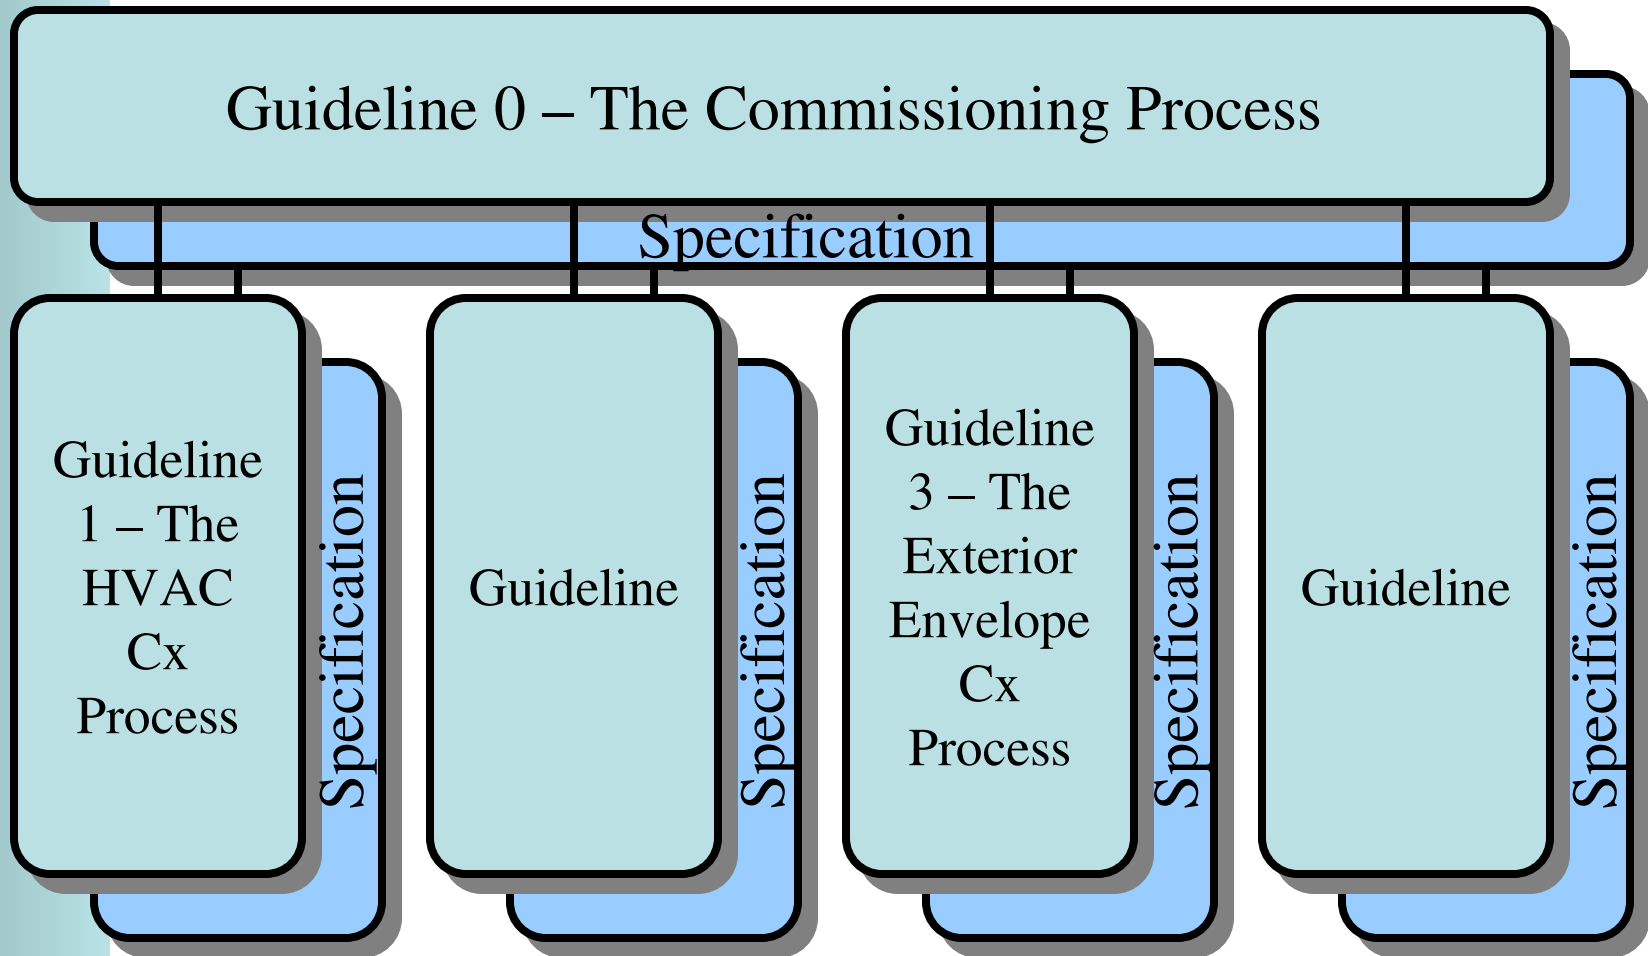 Guideline 0 – The Commissioning Process
Specification
Guideline
1 – The
HVAC
Cx
Process
Specification
Guideline
Specification
Guideline
3 – The
Exterior
Envelope
Cx
Process
Specification
Guideline
Specification